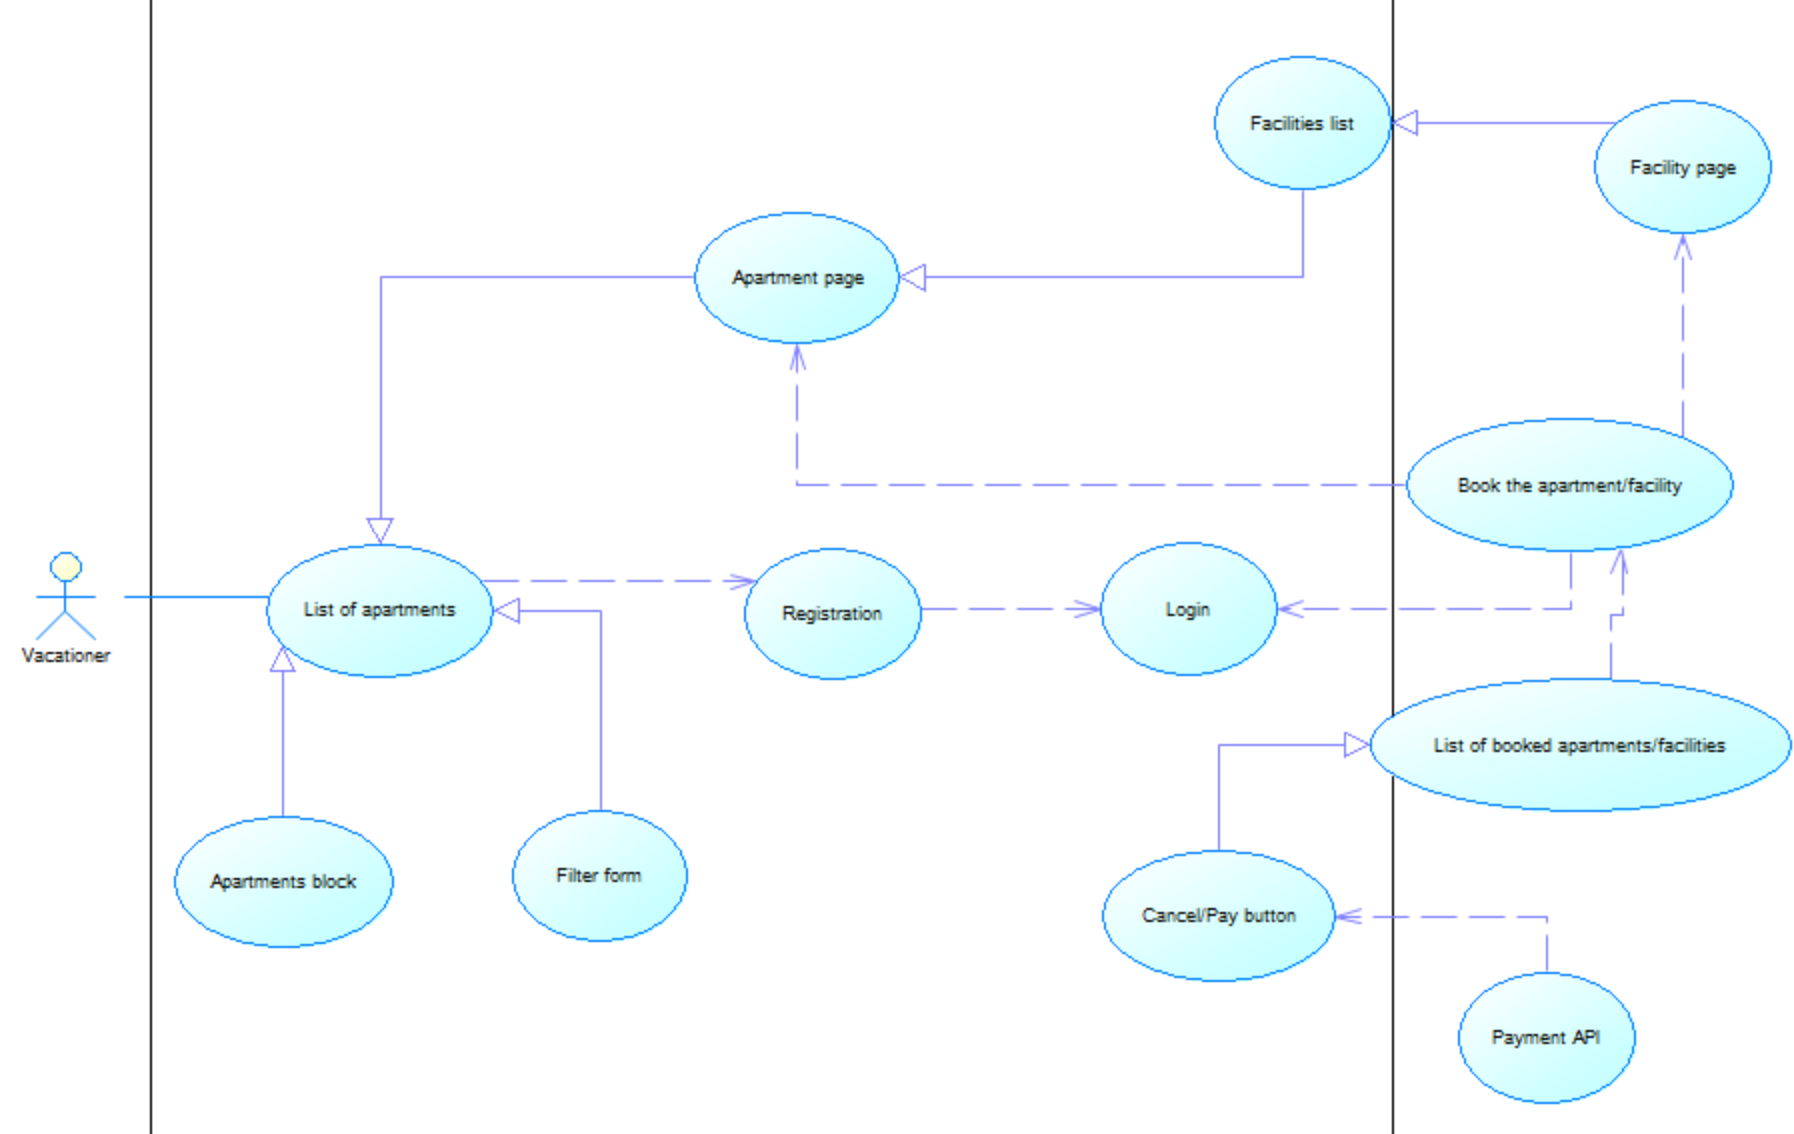 Facilities list
Facility page
Apartment page
Book the apartment/facility
List of apartments
Registration
Login
Vacationer
List of booked apartments/facilities
Apartments block
Filter form
Cancel/Pay button
Payment API